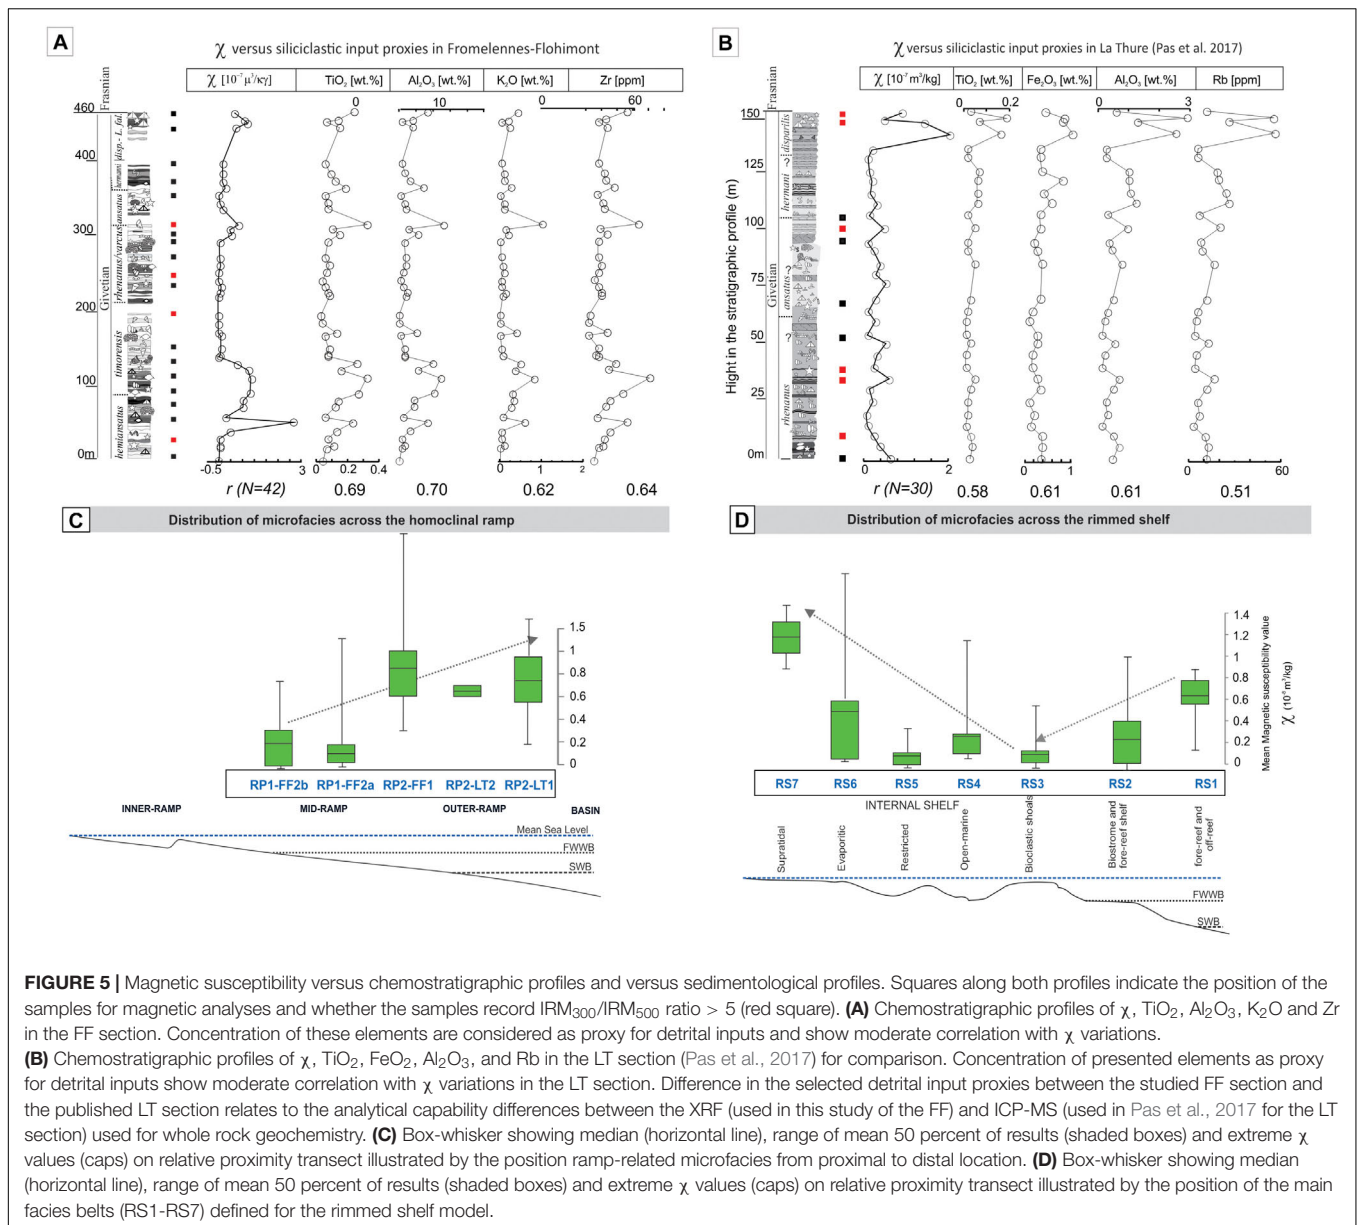 A
χ versus siliciclastic input proxies in Fromelennes-Flohimont
Frasnian
χ [10⁻⁷ μ³/κγ]
TiO₂ [wt.%]
Al₂O₃ [wt.%]
K₂O [wt.%]
Zr [ppm]
0
10
0
60
460
400
300
200
100
0m
Givetian
disp.- L. fal.
hemani
ansatus
rhenanus/varcus
timorensis
hemiansatus
-0.5 3
0 0.4
0 1 2
r (N=42) 0.69 0.70 0.62 0.64
B
χ versus siliciclastic input proxies in La Thure (Pas et al. 2017)
Frasnian
χ [10⁻⁷ m³/kg]
TiO₂ [wt.%]
Fe₂O₃ [wt.%]
Al₂O₃ [wt.%]
Rb [ppm]
0 0.2
0 3
Hight in the stratigraphic profile (m)
150
125
100
75
50
25
0m
Givetian
disparilis
?
hermani
?
ansatus
?
rhenanus
0 1 2
0 1
0 60
r (N=30) 0.58 0.61 0.61 0.51
C
Distribution of microfacies across the homoclinal ramp
1.5
1
0.8
0.6
0.4
0.2
0
RP1-FF2b RP1-FF2a RP2-FF1 RP2-LT2 RP2-LT1
INNER-RAMP MID-RAMP OUTER-RAMP BASIN
Mean Sea Level
FWWB
SWB
D
Distribution of microfacies across the rimmed shelf
1.4
1.2
1
0.8
0.6
0.4
0.2
0
Mean Magnetic susceptibility value
χ (10⁻⁸ m³/kg)
RS7 RS6 RS5 RS4 RS3 RS2 RS1
INTERNAL SHELF
Supratidal
Evaporitic
Restricted
Open-marine
Bioclastic shoals
Biostrome and
fore-reef shelf
fore-reef and
off-reef
FWWB
SWB
FIGURE 5 | Magnetic susceptibility versus chemostratigraphic profiles and versus sedimentological profiles. Squares along both profiles indicate the position of the
samples for magnetic analyses and whether the samples record IRM₃₀₀/IRM₅₀₀ ratio > 5 (red square). (A) Chemostratigraphic profiles of χ, TiO₂, Al₂O₃, K₂O and Zr
in the FF section. Concentration of these elements are considered as proxy for detrital inputs and show moderate correlation with χ variations.
(B) Chemostratigraphic profiles of χ, TiO₂, FeO₂, Al₂O₃, and Rb in the LT section (Pas et al., 2017) for comparison. Concentration of presented elements as proxy
for detrital inputs show moderate correlation with χ variations in the LT section. Difference in the selected detrital input proxies between the studied FF section and
the published LT section relates to the analytical capability differences between the XRF (used in this study of the FF) and ICP-MS (used in Pas et al., 2017 for the LT
section) used for whole rock geochemistry. (C) Box-whisker showing median (horizontal line), range of mean 50 percent of results (shaded boxes) and extreme χ
values (caps) on relative proximity transect illustrated by the position ramp-related microfacies from proximal to distal location. (D) Box-whisker showing median
(horizontal line), range of mean 50 percent of results (shaded boxes) and extreme χ values (caps) on relative proximity transect illustrated by the position of the main
facies belts (RS1-RS7) defined for the rimmed shelf model.